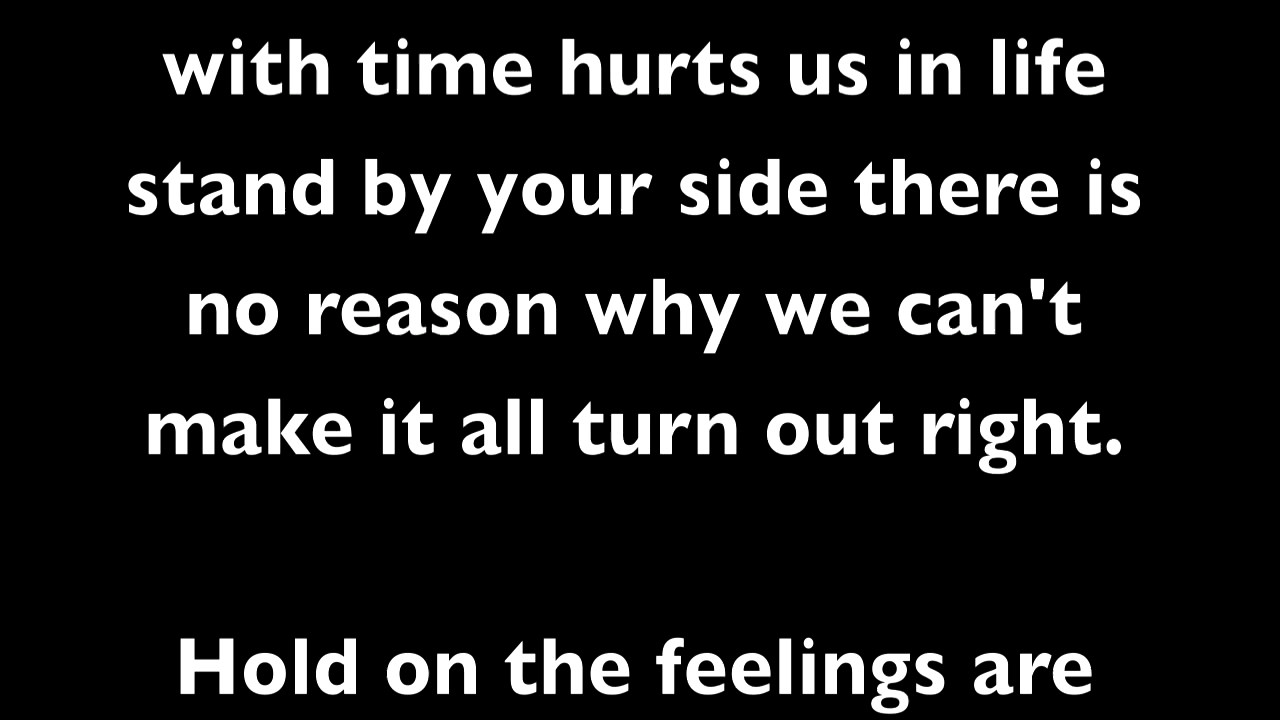 with time hurts us in life
stand by your side there is
no reason why we can't
make it all turn out right.
Hold on the feelings are